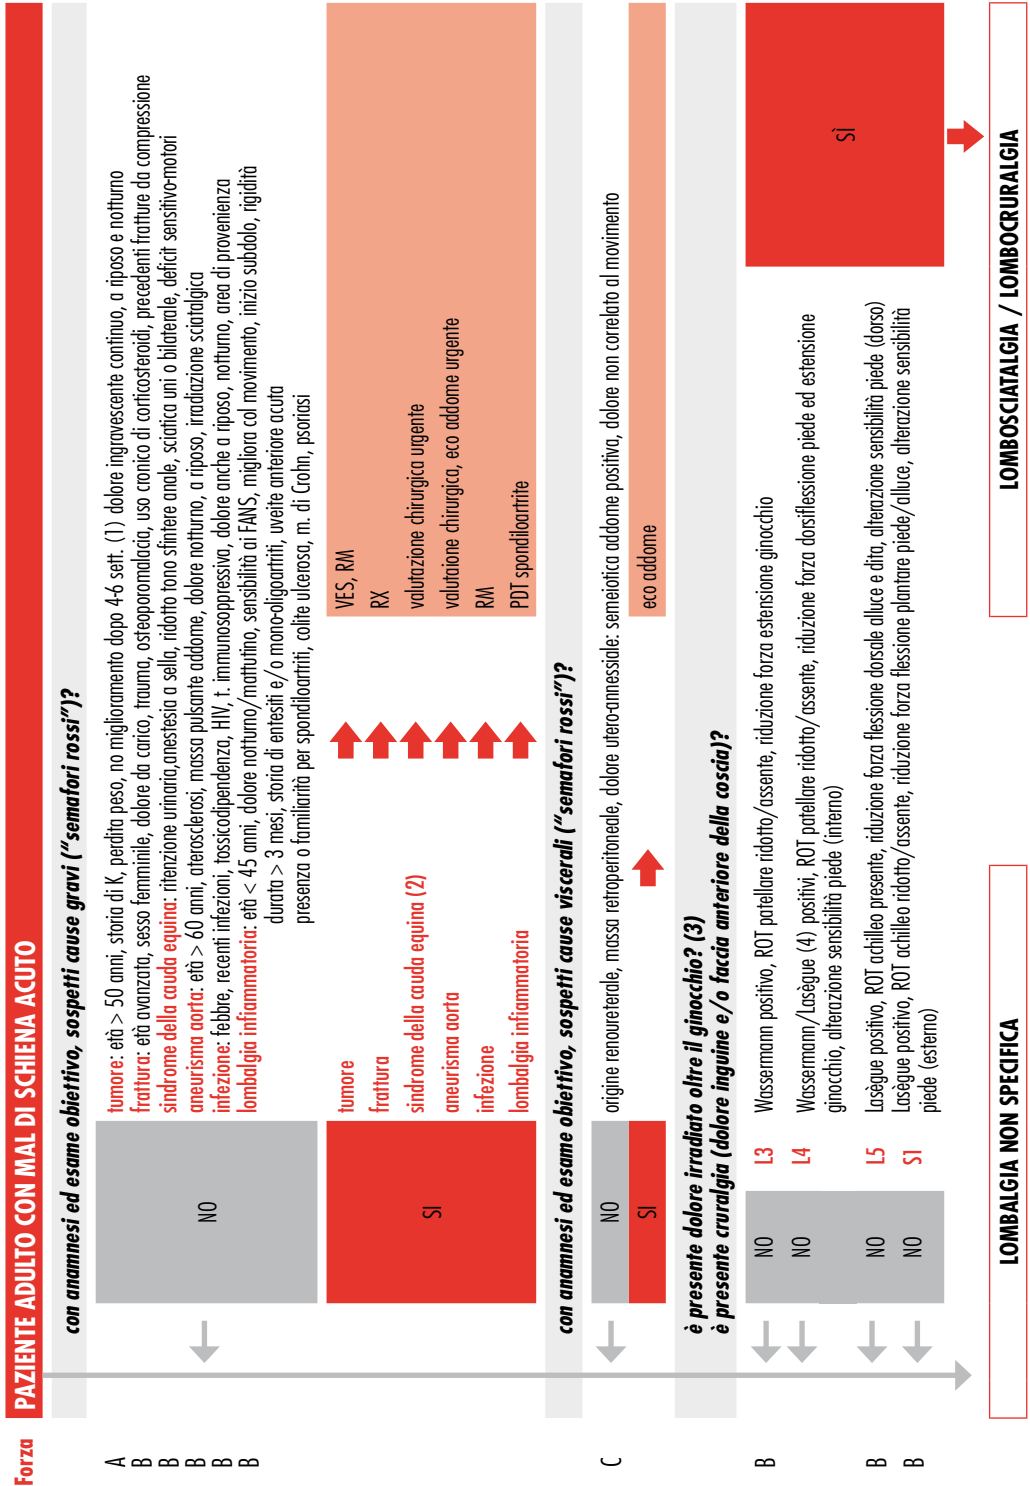 Forza
PAZIENTE ADULTO CON MAL DI SCHIENA ACUTO
con anamnesi ed esame obiettivo, sospetti cause gravi (“semafori rossi”)?
A
B
B
B
B
B
NO
tumore: età > 50 anni, storia di K, perdita peso, no miglioramento dopo 4-6 sett. (1) dolore ingravescente continuo, a riposo e notturno
frattura: età avanzata, sesso femminile, dolore da carico, trauma, osteoporomalacia, uso cronico di corticosteroidi, precedenti fratture da compressione
sindrome della cauda equina: ritenzione urinaria,anestesia a sella, ridotto tono sfintere anale, sciatica uni o bilaterale, deficit sensitivo-motori
aneurisma aorta: età > 60 anni, aterosclerosi, massa pulsante addome, dolore notturno, a riposo, irradiazione sciatalgica
infezione: febbre, recenti infezioni, tossicodipendenza, HIV, t. immunosoppressiva, dolore anche a riposo, notturno, area di provenienza
lombalgia infiammatoria: età < 45 anni, dolore notturno/mattutino, sensibilità ai FANS, migliora col movimento, inizio subdolo, rigidità
durata > 3 mesi, storia di entesiti e/o mono-oligoartriti, uveite anteriore acuta
presenza o familiarità per spondiloartriti, colite ulcerosa, m. di Crohn, psoriasi
SI
tumore
VES, RM
frattura
RX
sindrome della cauda equina (2)
valutazione chirurgica urgente
aneurisma aorta
valutaione chirurgica, eco addome urgente
infezione
RM
lombalgia infiammatoria
PDT spondiloartrite
con anamnesi ed esame obiettivo, sospetti cause viscerali (“semafori rossi”)?
C
NO
origine renoureterale, massa retroperitoneale, dolore utero-annessiale: semeiotica addome positiva, dolore non correlato al movimento
SI
eco addome
è presente dolore irradiato oltre il ginocchio? (3)
è presente cruralgia (dolore inguine e/o faccia anteriore della coscia)?
B
NO
L3
Wassermann positivo, ROT patellare ridotto/assente, riduzione forza estensione ginocchio
NO
L4
Wassermann/Lasègue (4) positivi, ROT patellare ridotto/assente, riduzione forza dorsiflessione piede ed estensione
ginocchio, alterazione sensibilità piede (interno)
B
NO
L5
Lasègue positivo, ROT achilleo presente, riduzione forza flessione dorsale alluce e dita, alterazione sensibilità piede (dorso)
B
NO
S1
Lasègue positivo, ROT achilleo ridotto/assente, riduzione forza flessione plantare piede/alluce, alterazione sensibilità
piede (esterno)
SÌ
LOMBALGIA NON SPECIFICA
LOMBOSCIATALGIA / LOMBOCRURALGIA